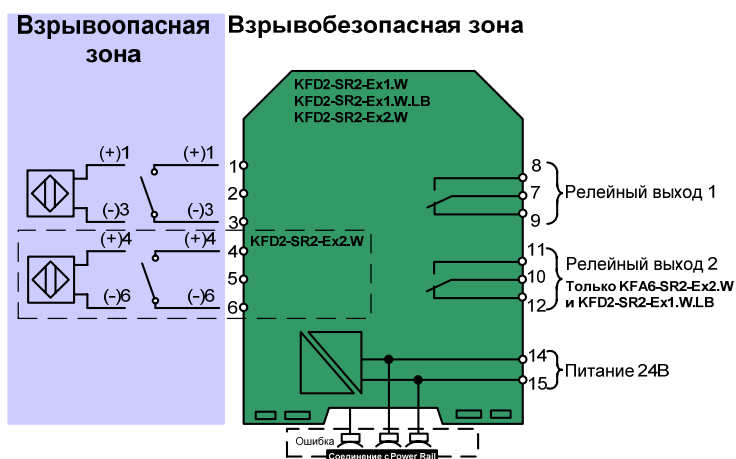 Взрывоопасная зона
Взрывобезопасная зона
KFD2-SR2-Ex1.W
KFD2-SR2-Ex1.W.LB
KFD2-SR2-Ex2.W
(+)1
(+)1
1
2
(-)3
(-)3
3
(+)4
(+)4
4
KFD2-SR2-Ex2.W
5
(-)6
(-)6
6
8
7
9
Релейный выход 1
11
10
12
Релейный выход 2
Только KFA6-SR2-Ex2.W
и KFD2-SR2-Ex1.W.LB
14
15
Питание 24В
Ошибка
Соединение с Power Rail